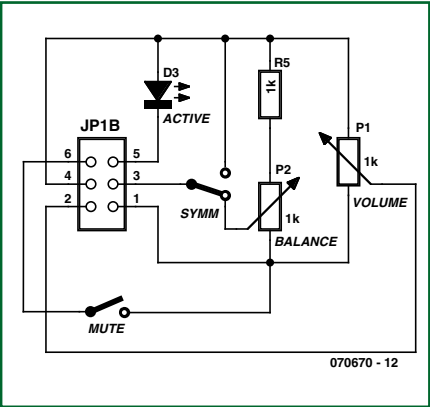 D3
ACTIVE
R5
1k
JP1B
6 5
4 3
2 1
SYMM
P2
1k
BALANCE
P1
1k
VOLUME
MUTE
070670 - 12